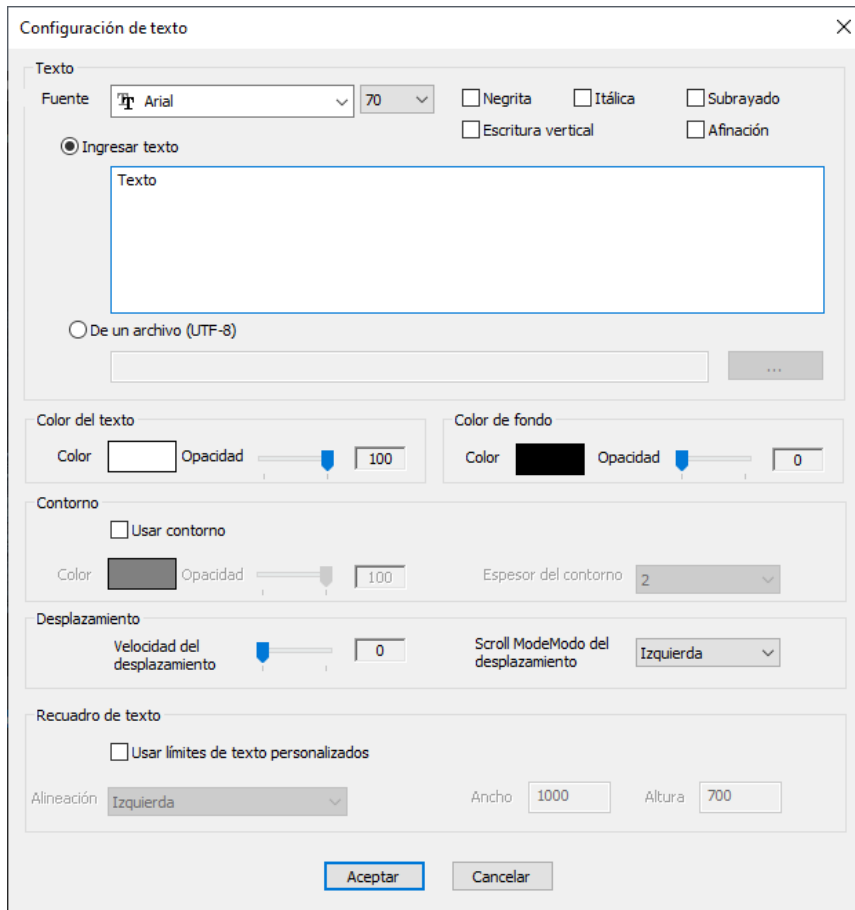 Configuración de texto
Texto
Fuente Arial 70 Negrita Itálica Subrayado
Escritura vertical Afinación
Ingresar texto
Texto
De un archivo (UTF-8)
...
Color del texto Color de fondo
Color Opacidad 100 Color Opacidad 0
Contorno
Usar contorno
Color Opacidad 100 Espesor del contorno 2
Desplazamiento
Velocidad del desplazamiento 0 Scroll ModeModo del desplazamiento Izquierda
Recuadro de texto
Usar límites de texto personalizados
Alineación Izquierda Ancho 1000 Altura 700
Aceptar Cancelar